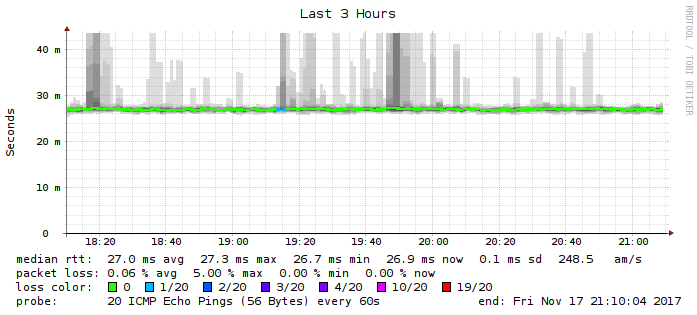 Last 3 Hours
RRDTOOL / TOBI OETIKER
Seconds
40 m
30 m
20 m
10 m
0
18:20 18:40 19:00 19:20 19:40 20:00 20:20 20:40 21:00
median rtt: 27.0 ms avg 27.3 ms max 26.7 ms min 26.9 ms now 0.1 ms sd 248.5 am/s
packet loss: 0.06 % avg 5.00 % max 0.00 % min 0.00 % now
loss color: 0 1/20 2/20 3/20 4/20 10/20 19/20
probe: 20 ICMP Echo Pings (56 Bytes) every 60s end: Fri Nov 17 21:10:04 2017